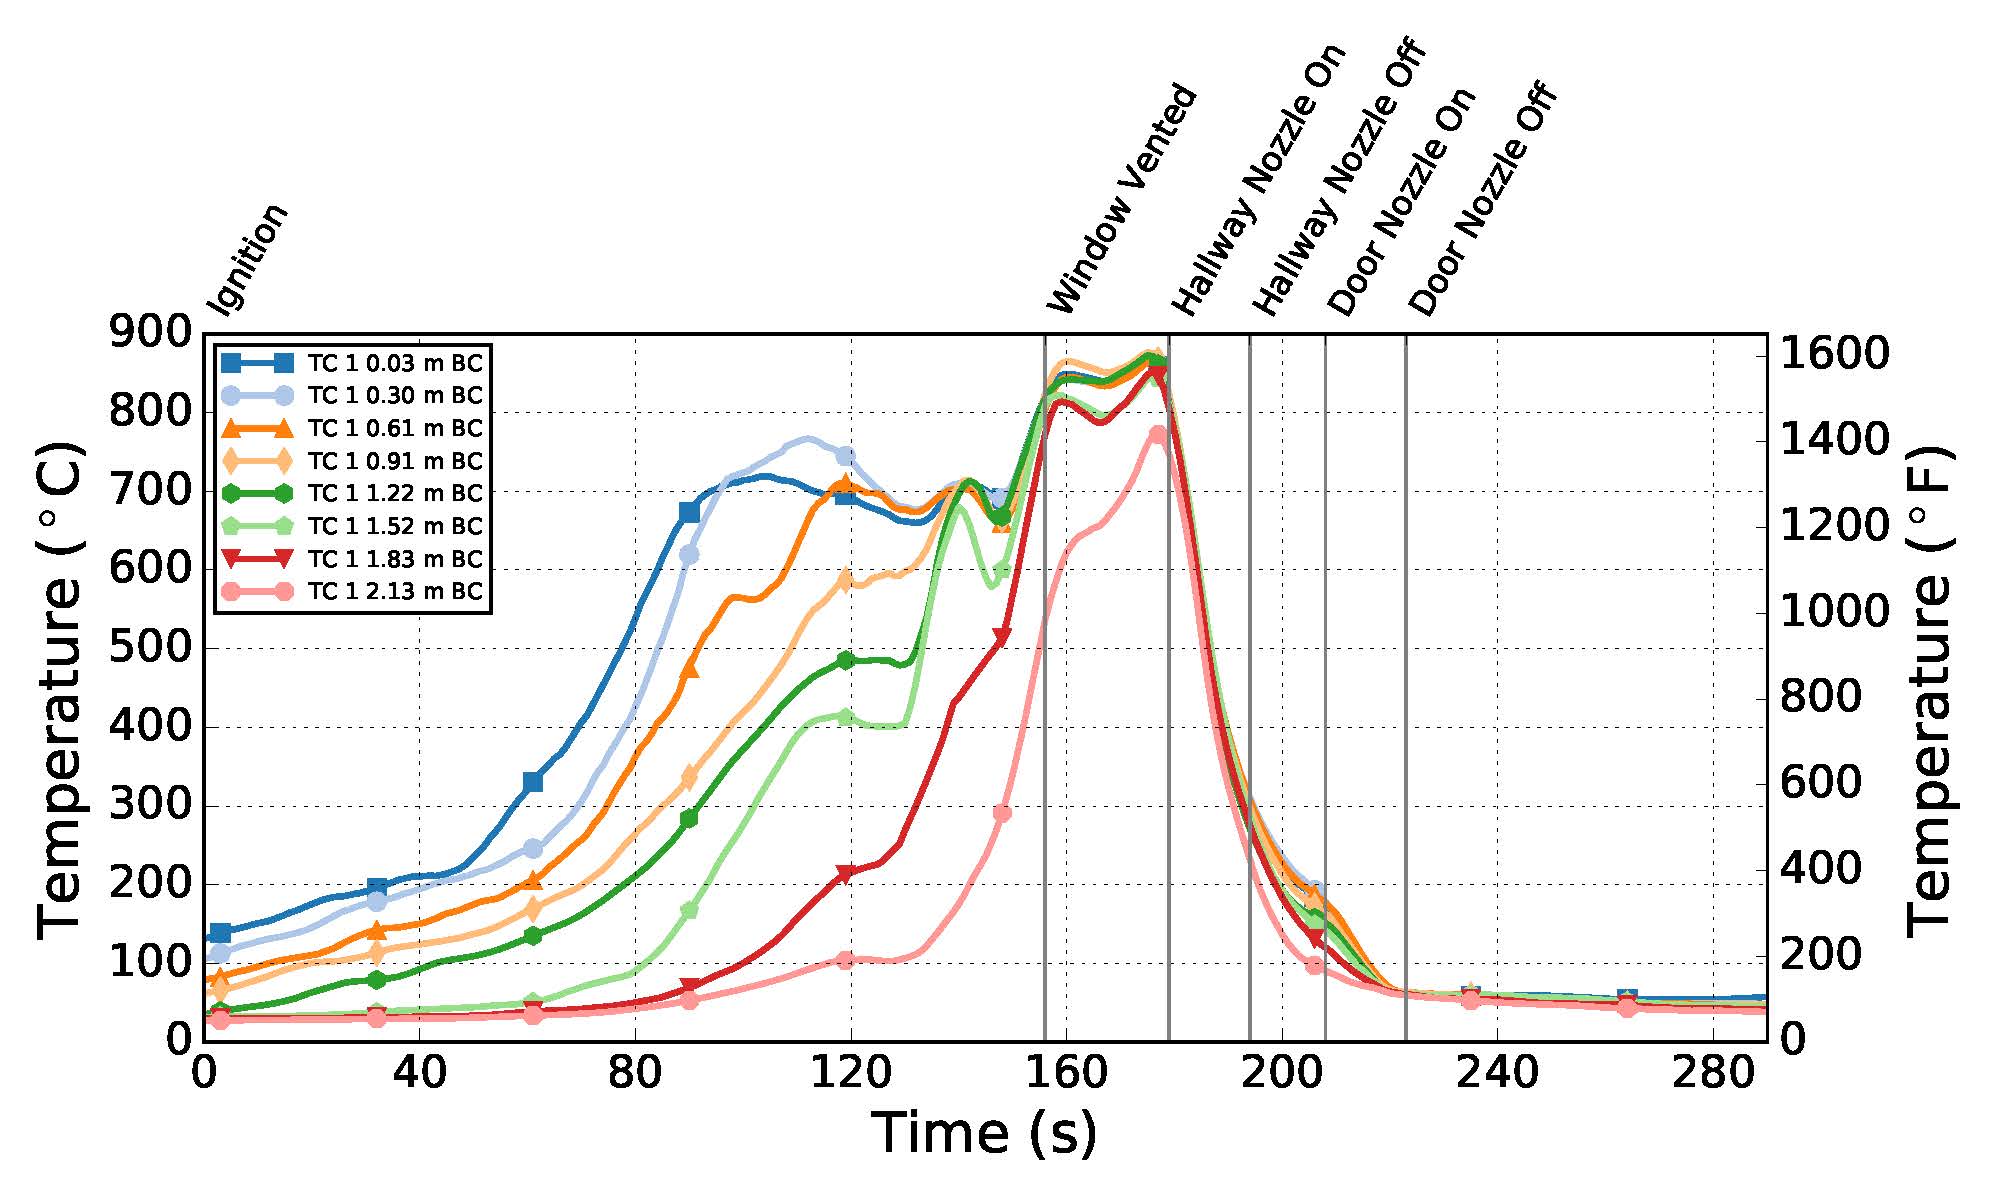 Ignition
Window Vented
Hallway Nozzle On
Hallway Nozzle Off
Door Nozzle On
Door Nozzle Off
Temperature (°C)
900
800
700
600
500
400
300
200
100
0
TC 1 0.03 m BC
TC 1 0.30 m BC
TC 1 0.61 m BC
TC 1 0.91 m BC
TC 1 1.22 m BC
TC 1 1.52 m BC
TC 1 1.83 m BC
TC 1 2.13 m BC
1600
1400
1200
1000
800
600
400
200
0
Temperature (°F)
0 40 80 120 160 200 240 280
Time (s)